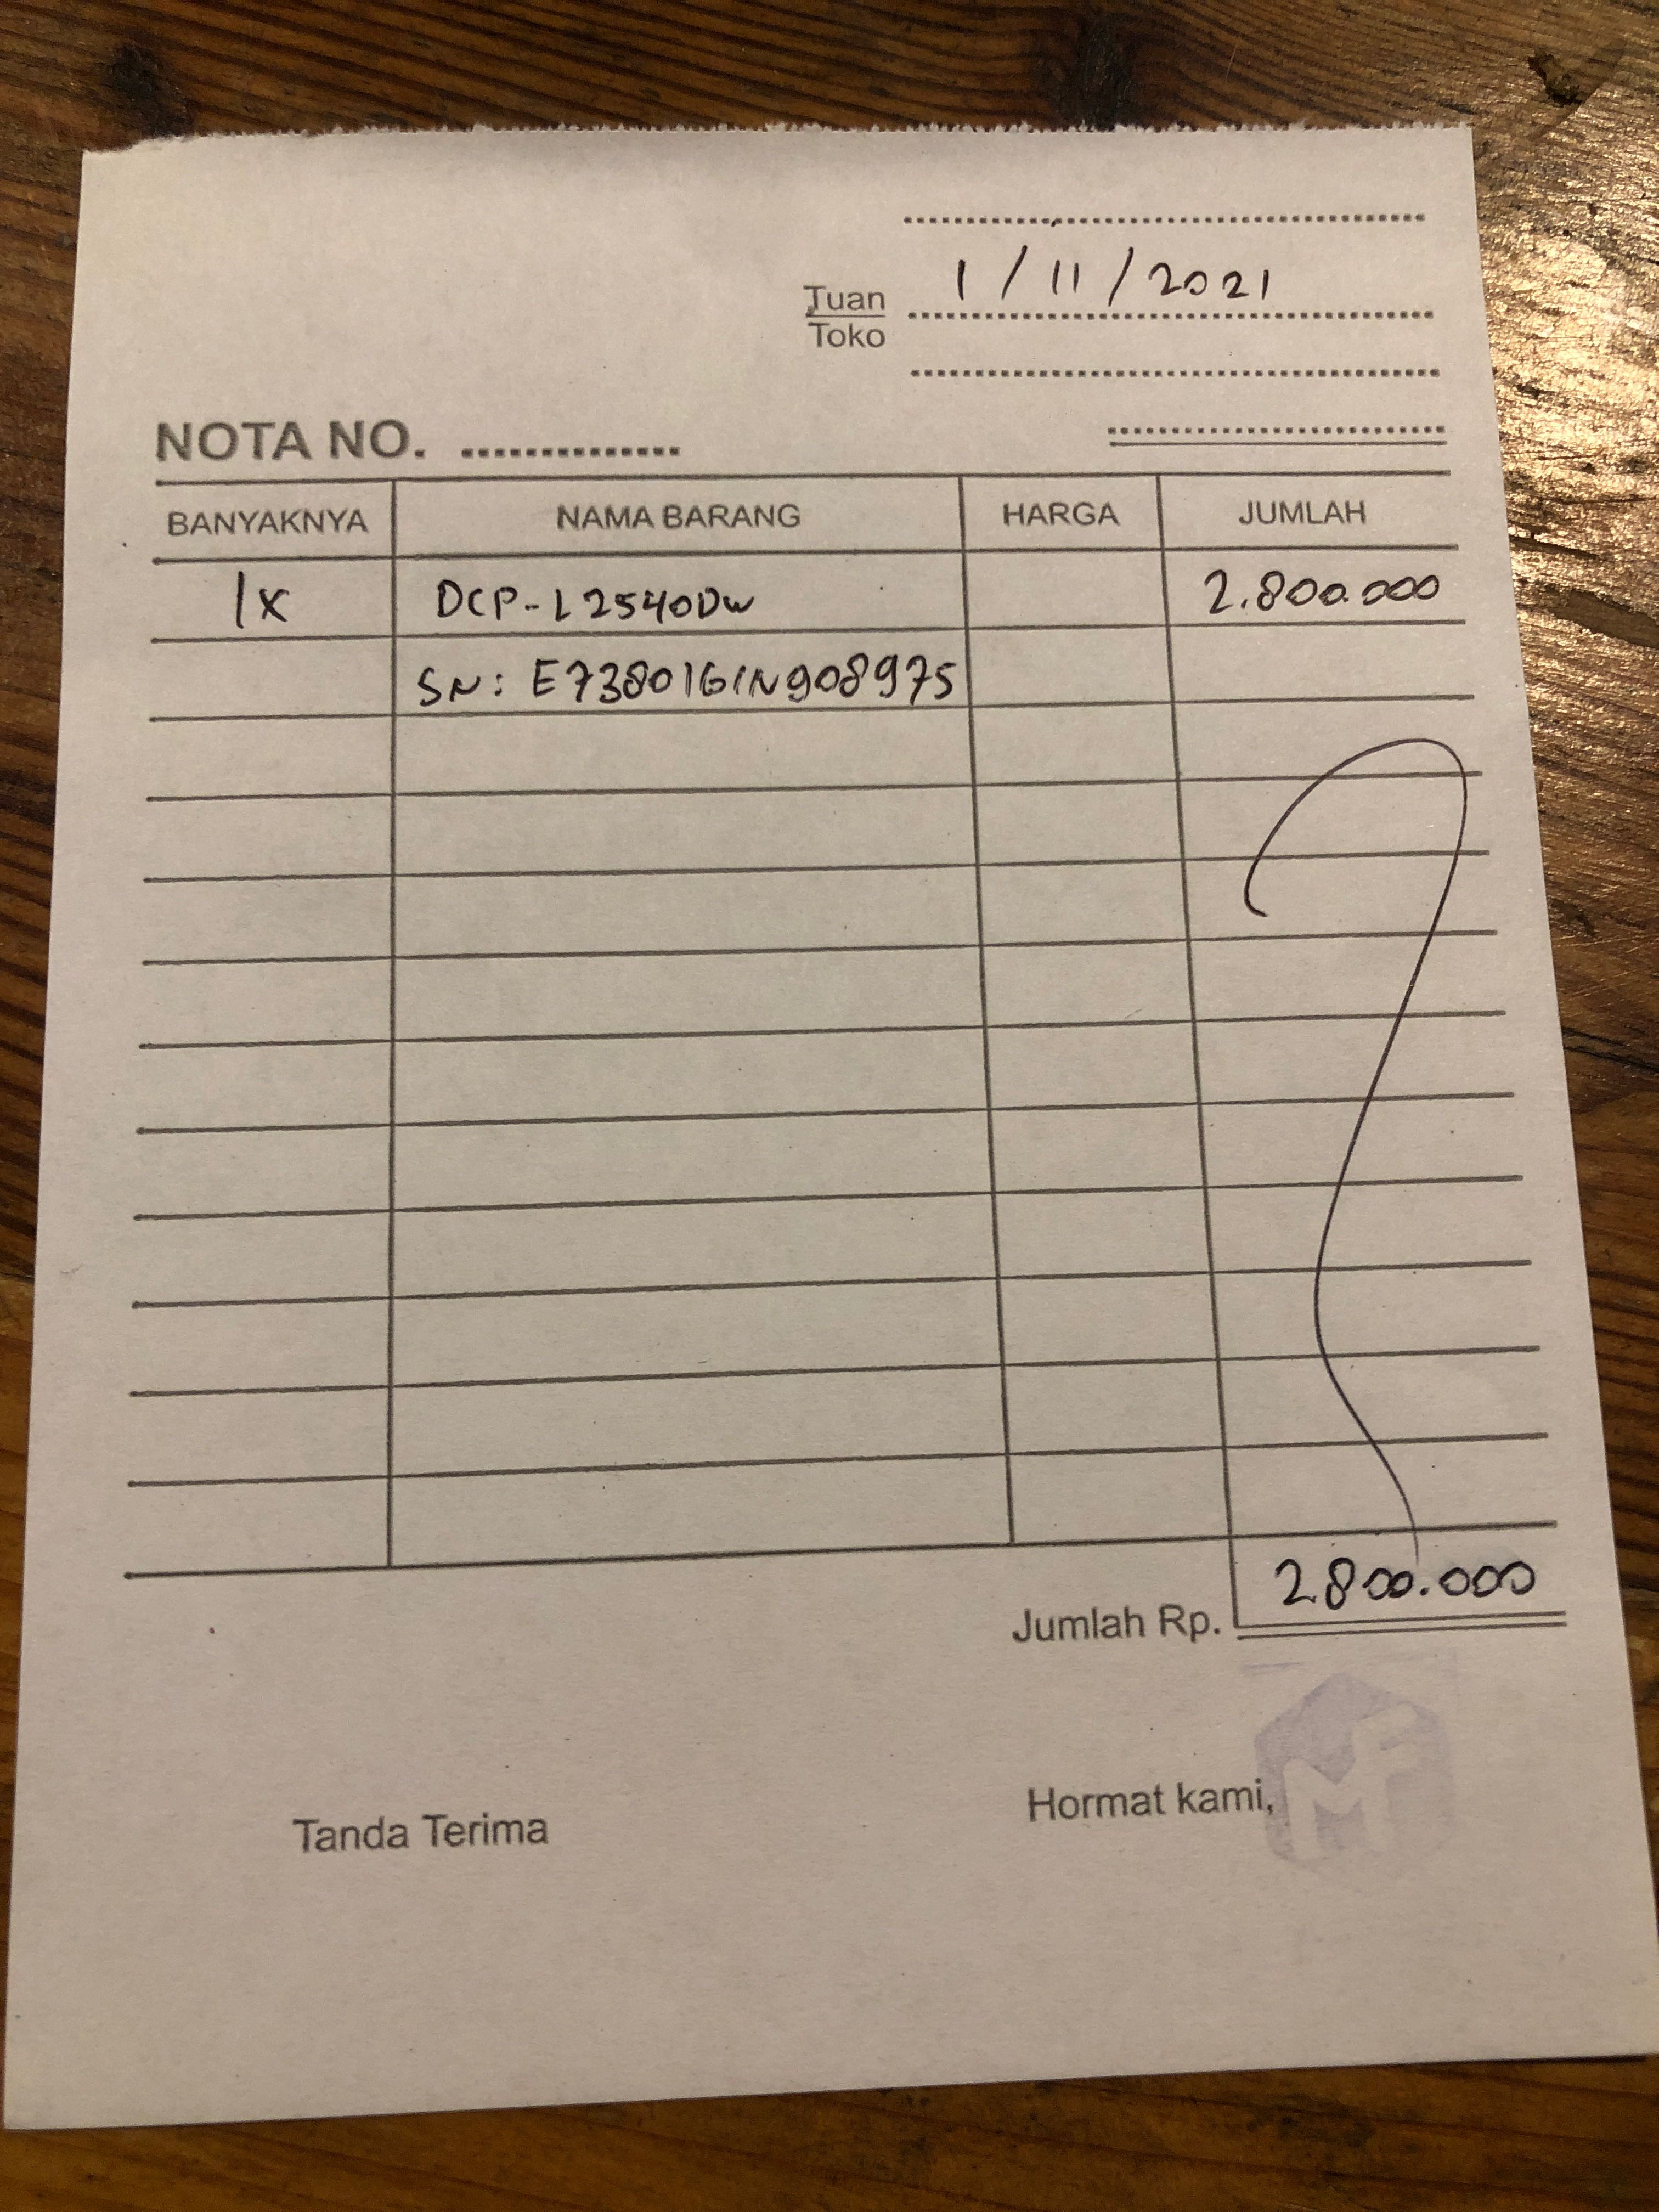 1/11/2021
Tuan
Toko
NOTA NO.
BANYAKNYA NAMA BARANG HARGA JUMLAH
1x DCP-L2540DW 2.800.000
SN: E73801G1N908975
2.800.000
Jumlah Rp.
Tanda Terima Hormat kami,
MF